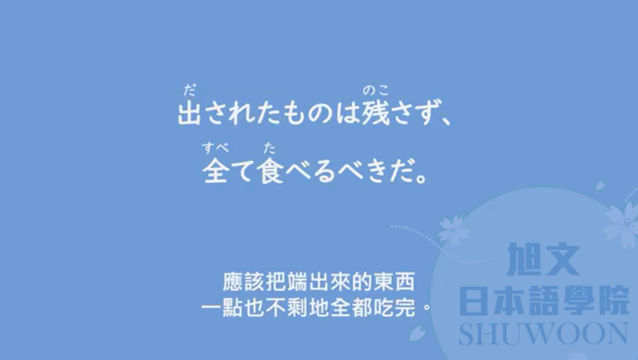 だ のこ
出されたものは残さず、
すべ た
全て食べるべきだ。
應該把端出來的東西
一點也不剩地全都吃完。
旭文
日本語學院
SHUWOON